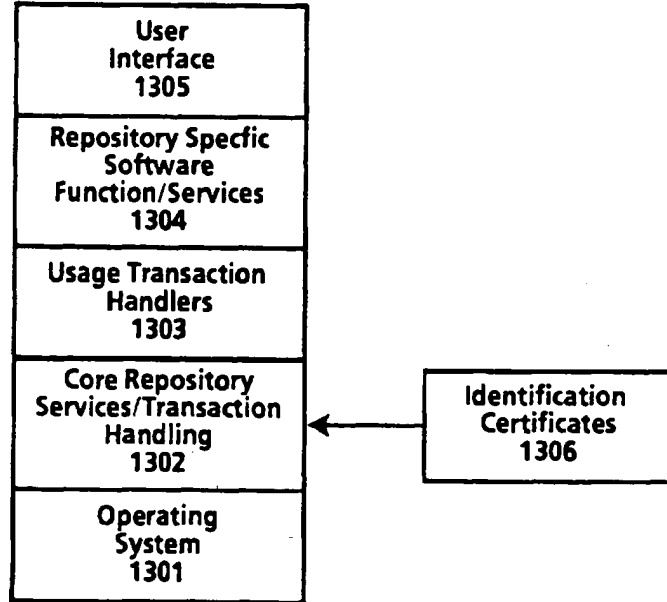 User
Interface
1305
Repository Specfic
Software
Function/Services
1304
Usage Transaction
Handlers
1303
Core Repository
Services/Transaction
Handling
1302
Identification
Certificates
1306
Operating
System
1301